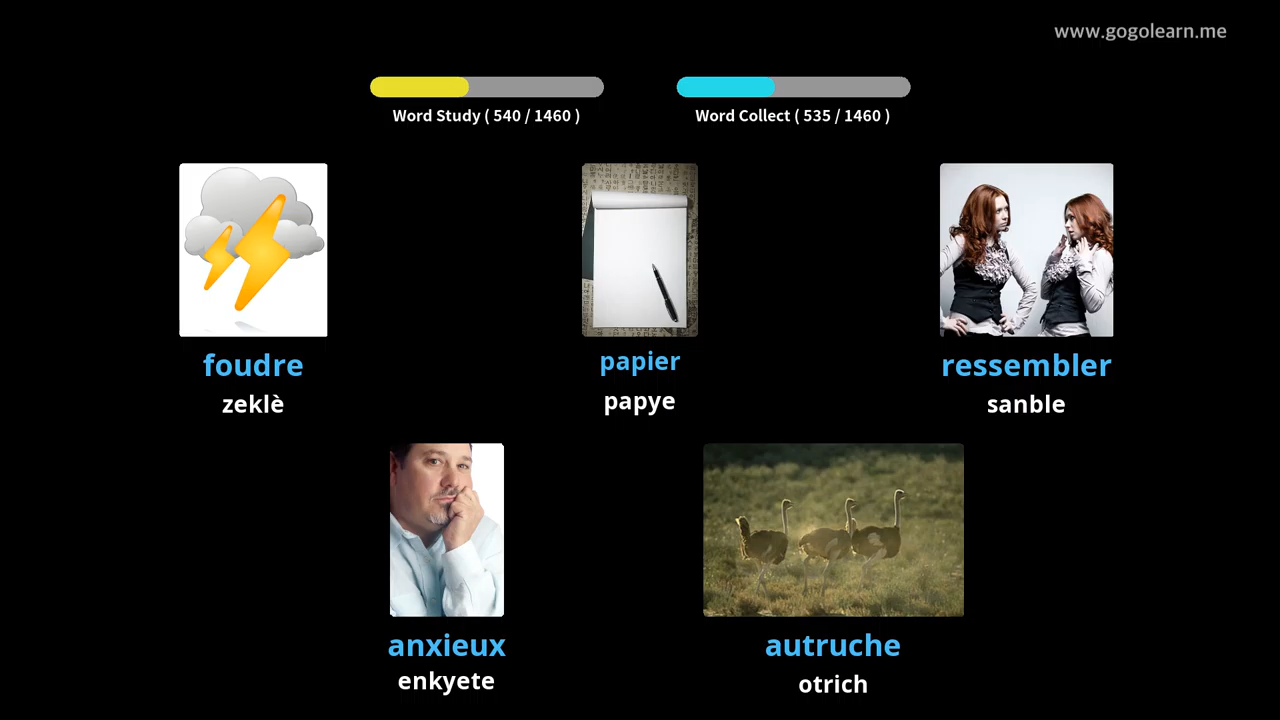 www.gogolearn.me
Word Study ( 540 / 1460 )
Word Collect ( 535 / 1460 )
foudre
zeklè
papier
papye
ressembler
sanble
anxieux
enkyete
autruche
otrich